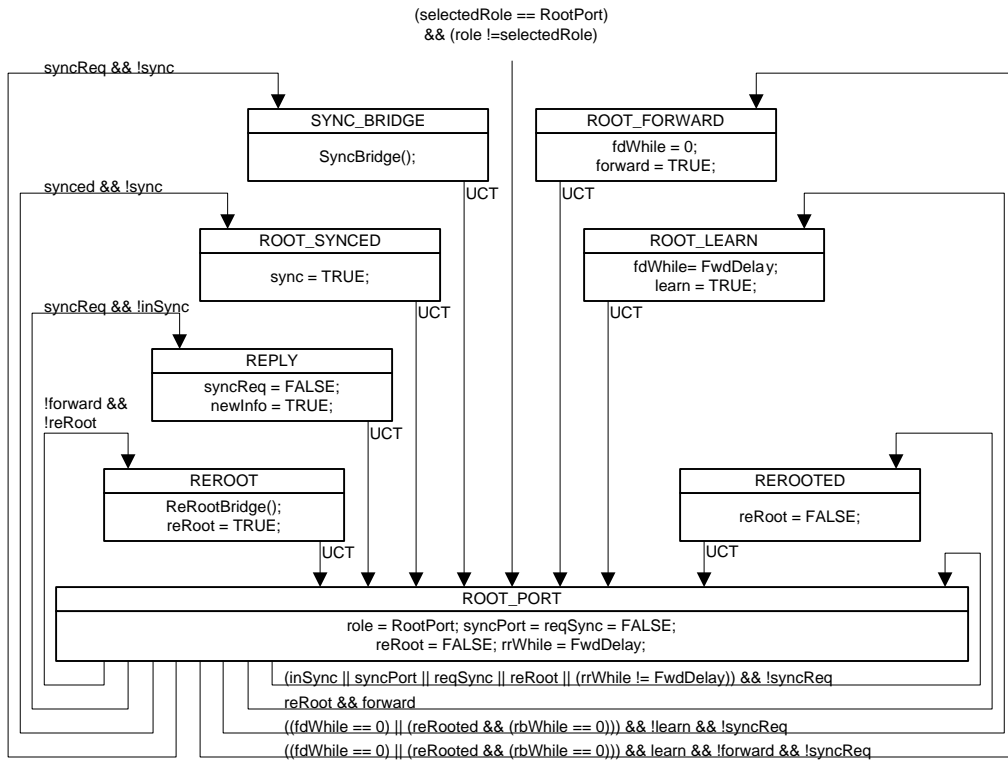 (selectedRole == RootPort)
&& (role !=selectedRole)
syncReq && !sync
SYNC_BRIDGE
SyncBridge();
UCT
ROOT_FORWARD
fdWhile = 0;
forward = TRUE;
UCT
synced && !sync
ROOT_SYNCED
sync = TRUE;
UCT
ROOT_LEARN
fdWhile= FwdDelay;
learn = TRUE;
UCT
syncReq && !inSync
REPLY
syncReq = FALSE;
newInfo = TRUE;
UCT
!forward &&
!reRoot
REROOT
ReRootBridge();
reRoot = TRUE;
UCT
REROOTED
reRoot = FALSE;
UCT
ROOT_PORT
role = RootPort; syncPort = reqSync = FALSE;
reRoot = FALSE; rrWhile = FwdDelay;
(inSync || syncPort || reqSync || reRoot || (rrWhile != FwdDelay)) && !syncReq
reRoot && forward
((fdWhile == 0) || (reRooted && (rbWhile == 0))) && !learn && !syncReq
((fdWhile == 0) || (reRooted && (rbWhile == 0))) && learn && !forward && !syncReq